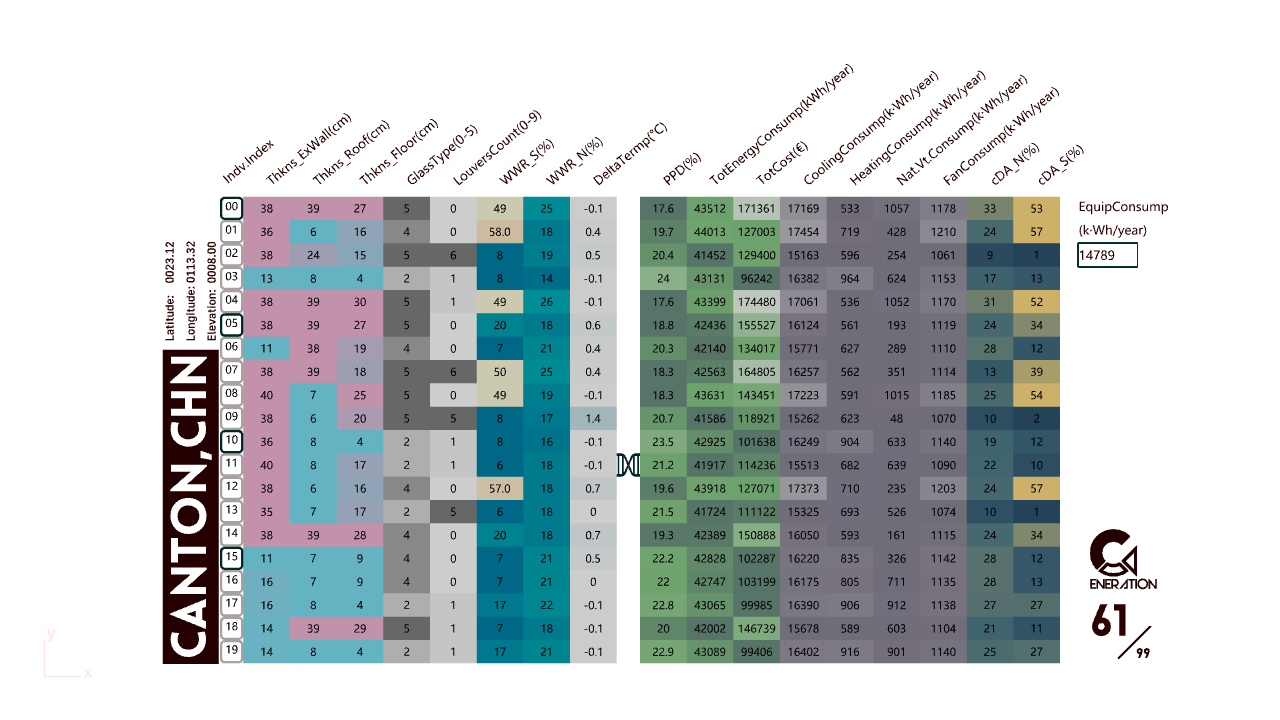 Indv.Index Thkns_ExWall(cm) Thkns_Roof(cm) Thkns_Floor(cm) GlassType(0-5) LouversCount(0-9) WWR_S(%) WWR_N(%) DeltaTermp(°C) PPD(%) TotEnergyConsump(kWh/year) TotCost(€) CoolingConsump(k·Wh/year) HeatingConsump(k·Wh/year) Nat.Vt.Consump(k·Wh/year) FanConsump(k·Wh/year) cDA_N(%) cDA_S(%)
00 38 39 27 5 0 49 25 -0.1 17.6 43512 171361 17169 533 1057 1178 33 53
01 36 6 16 4 0 58.0 18 0.4 19.7 44013 127003 17454 719 428 1210 24 57
02 38 24 15 5 6 8 19 0.5 20.4 41452 129400 15163 596 254 1061 9 1
03 13 8 4 2 1 8 14 -0.1 24 43131 96242 16382 964 624 1153 17 13
04 38 39 30 5 1 49 26 -0.1 17.6 43399 174480 17061 536 1052 1170 31 52
05 38 39 27 5 0 20 18 0.6 18.8 42436 155527 16124 561 193 1119 24 34
06 11 38 19 4 0 7 21 0.4 20.3 42140 134017 15771 627 289 1110 28 12
07 38 39 18 5 6 50 25 0.4 18.3 42563 164805 16257 562 351 1114 13 39
08 40 7 25 5 0 49 19 -0.1 18.3 43631 143451 17223 591 1015 1185 25 54
09 38 6 20 5 5 8 17 1.4 20.7 41586 118921 15262 623 48 1070 10 2
10 36 8 4 2 1 8 16 -0.1 23.5 42925 101638 16249 904 633 1140 19 12
11 40 8 17 2 1 6 18 -0.1 21.2 41917 114236 15513 682 639 1090 22 10
12 38 6 16 4 0 57.0 18 0.7 19.6 43918 127071 17373 710 235 1203 24 57
13 35 7 17 2 5 6 18 0 21.5 41724 111122 15325 693 526 1074 10 1
14 38 39 28 4 0 20 18 0.7 19.3 42389 150888 16050 593 161 1115 24 34
15 11 7 9 4 0 7 21 0.5 22.2 42828 102287 16220 835 326 1142 28 12
16 16 7 9 4 0 7 21 0 22 42747 103199 16175 805 711 1135 28 13
17 16 8 4 2 1 17 22 -0.1 22.8 43065 99985 16390 906 912 1138 27 27
18 14 39 29 5 1 7 18 -0.1 20 42002 146739 15678 589 603 1104 21 11
19 14 8 4 2 1 17 21 -0.1 22.9 43089 99406 16402 916 901 1140 25 27
Latitude: 0023.12
Longitude: 0113.32
Elevation: 0008.00
CANTON,CHN
EquipConsump
(k·Wh/year)
14789
ENERATION
61/99
y
x